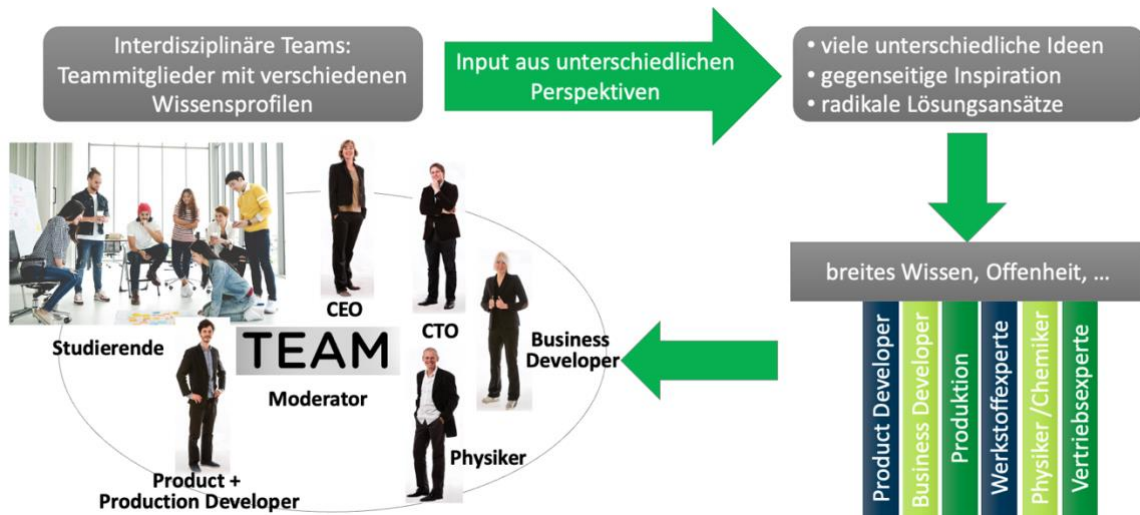 Interdisziplinäre Teams:
Teammitglieder mit verschiedenen
Wissensprofilen
Input aus unterschiedlichen
Perspektiven
• viele unterschiedliche Ideen
• gegenseitige Inspiration
• radikale Lösungsansätze
breites Wissen, Offenheit, ...
Product Developer
Business Developer
Produktion
Werkstoffexperte
Physiker /Chemiker
Vertriebsexperte
CEO
CTO
Business
Developer
Studierende
TEAM
Moderator
Physiker
Product +
Production Developer